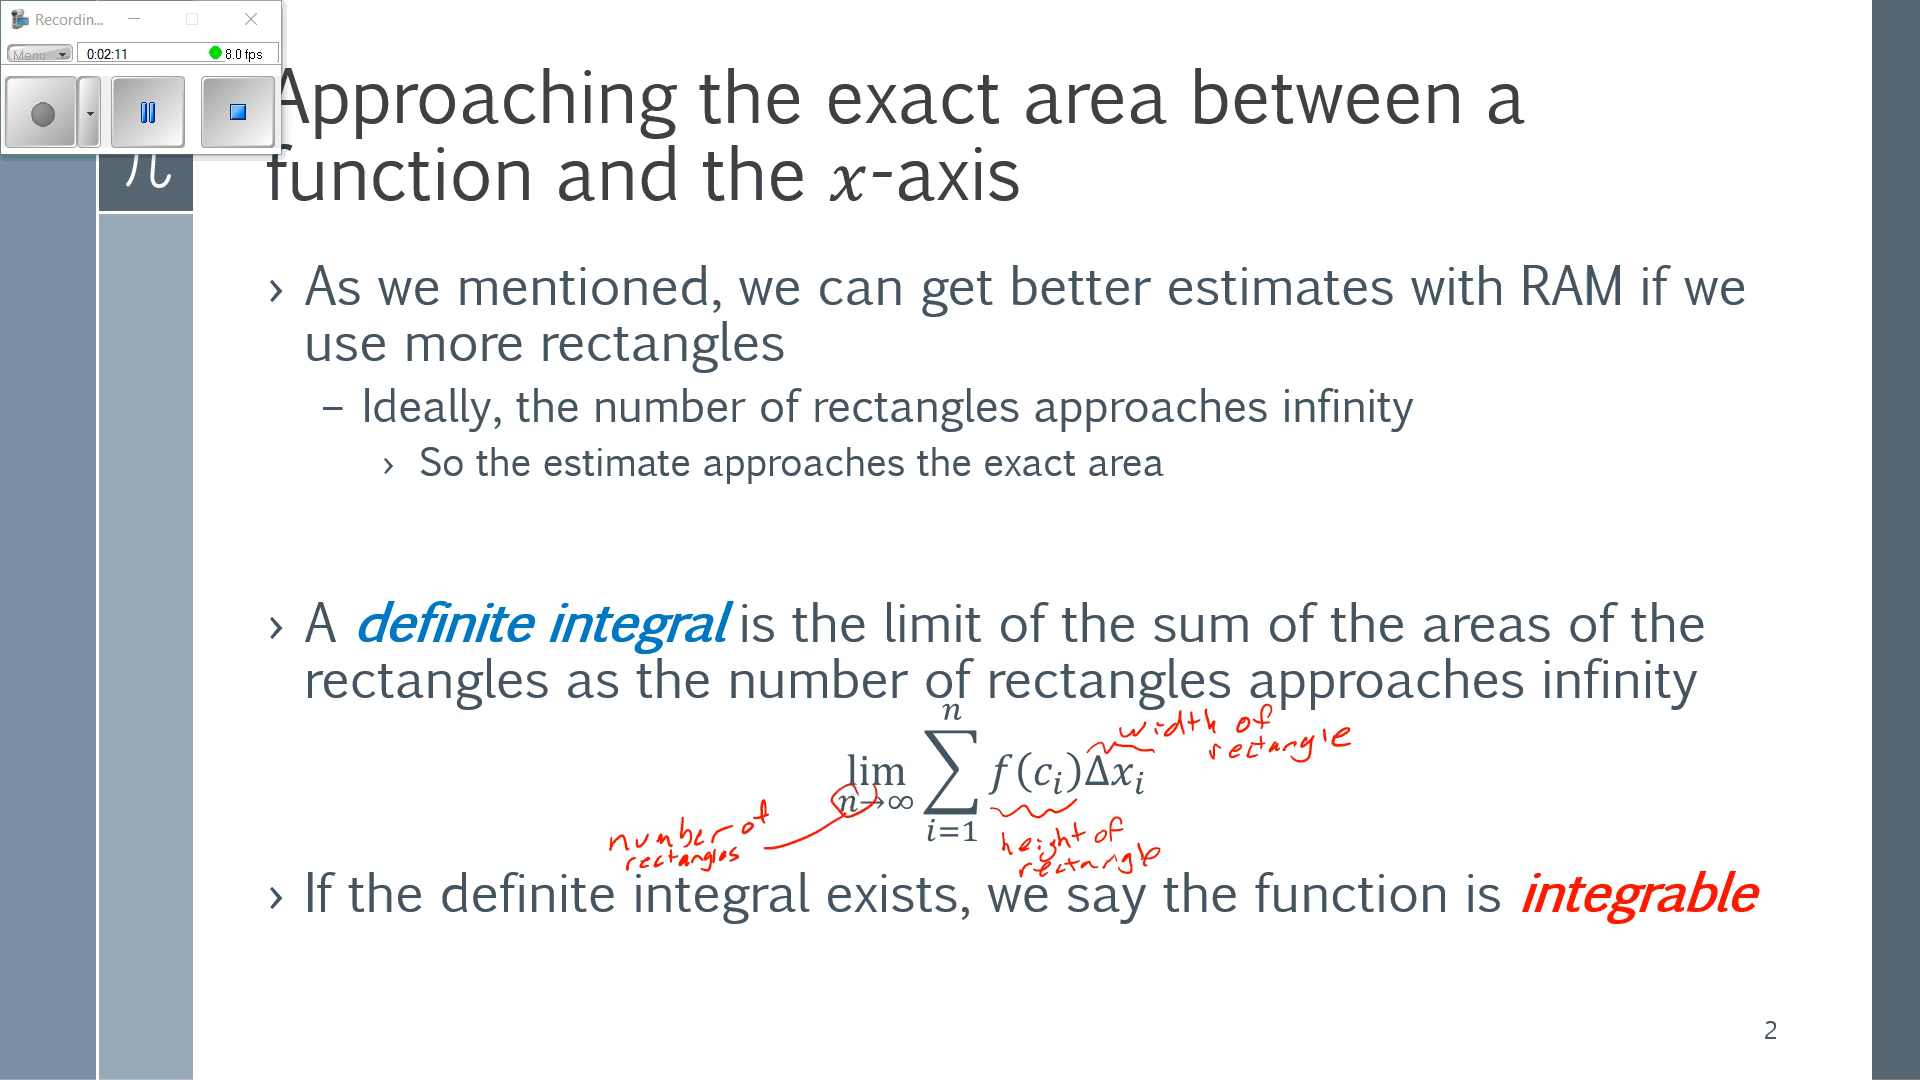 Recordin...
Menu 0:02:11 8.0 fps
π
Approaching the exact area between a
function and the x-axis
› As we mentioned, we can get better estimates with RAM if we
use more rectangles
– Ideally, the number of rectangles approaches infinity
› So the estimate approaches the exact area
› A definite integral is the limit of the sum of the areas of the
rectangles as the number of rectangles approaches infinity
width of
rectangle
lim n→∞ ∑ i=1 n f(cᵢ)Δxᵢ
number of
rectangles
height of
rectangle
› If the definite integral exists, we say the function is integrable
2